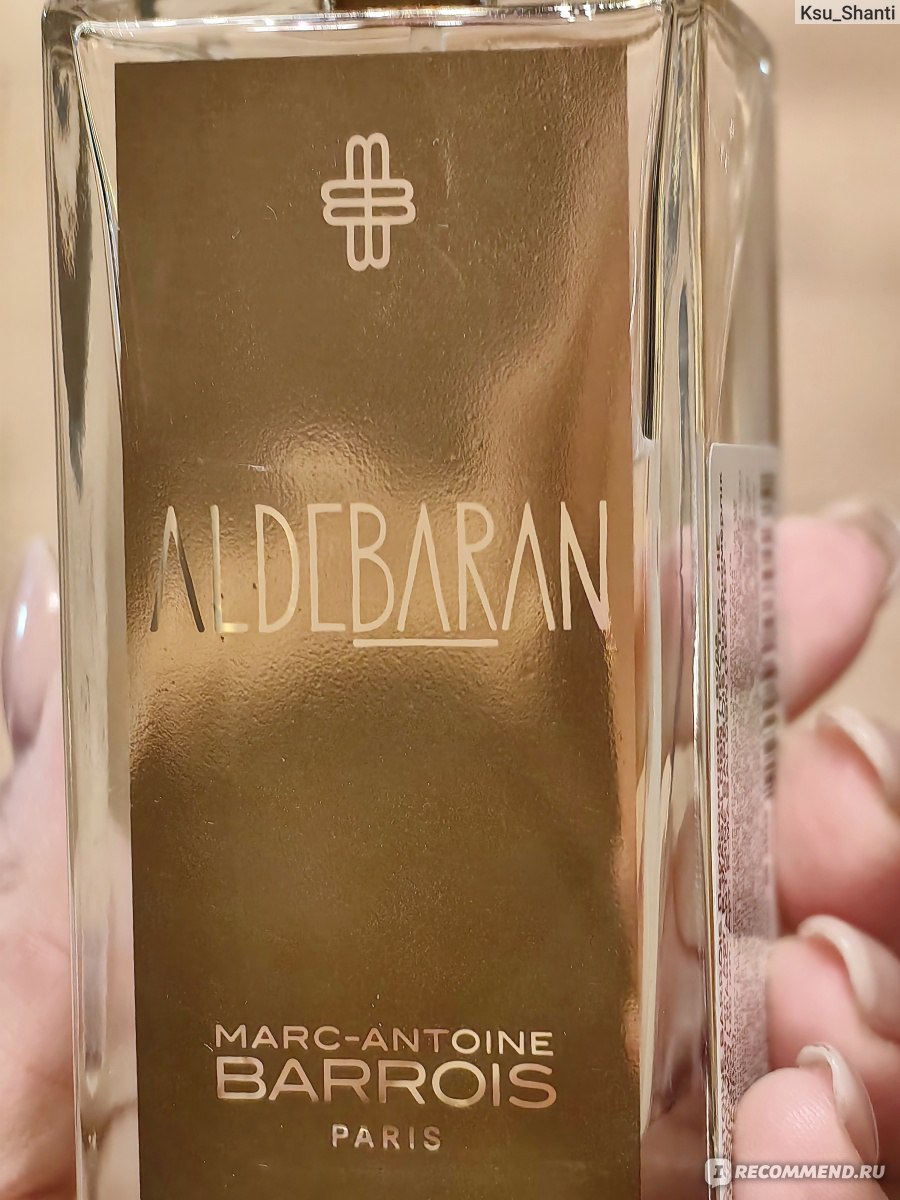 Ksu_Shanti
ALDEBARAN
MARC-ANTOINE
BARROIS
PARIS
RECOMMEND.RU